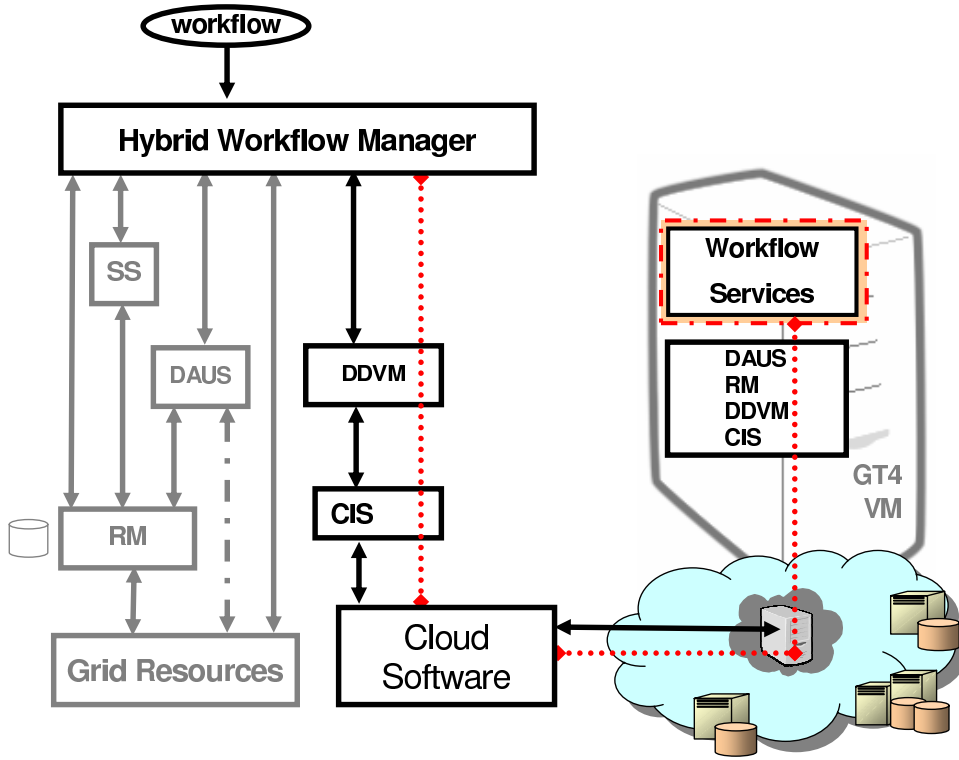 workflow
Hybrid Workflow Manager
SS
DAUS
RM
Grid Resources
DDVM
CIS
Cloud
Software
Workflow
Services
DAUS
RM
DDVM
CIS
GT4
VM